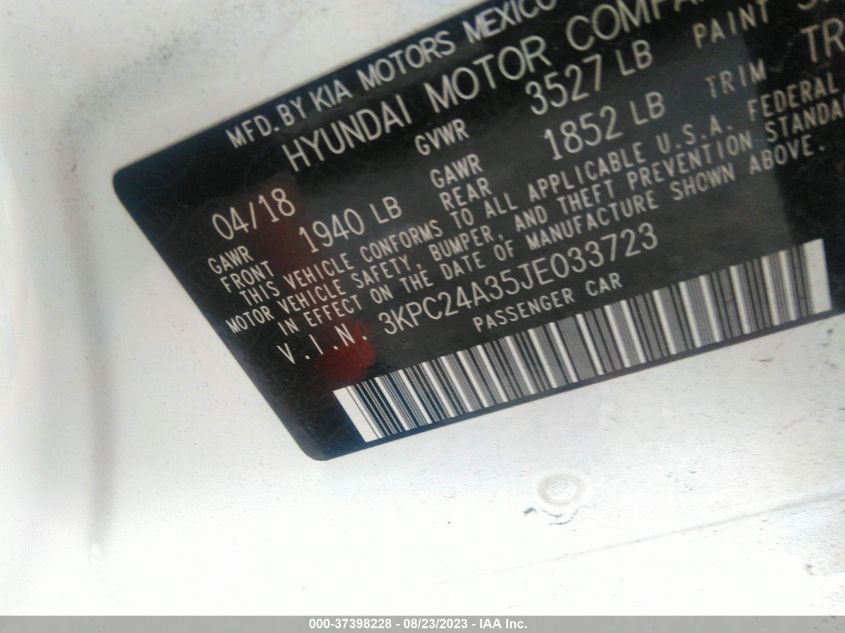 MFD. BY KIA MOTORS MEXICO
HYUNDAI MOTOR COMPAN
04/18 GVWR 3527 LB PAINT
GAWR FRONT 1940 LB GAWR REAR 1852 LB TRIM TR
THIS VEHICLE CONFORMS TO ALL APPLICABLE U.S.A. FEDERAL
MOTOR VEHICLE SAFETY, BUMPER, AND THEFT PREVENTION STANDA
IN EFFECT ON THE DATE OF MANUFACTURE SHOWN ABOVE.
V.I.N. 3KPC24A35JE033723
PASSENGER CAR
000-37398228 - 08/23/2023 - IAA Inc.